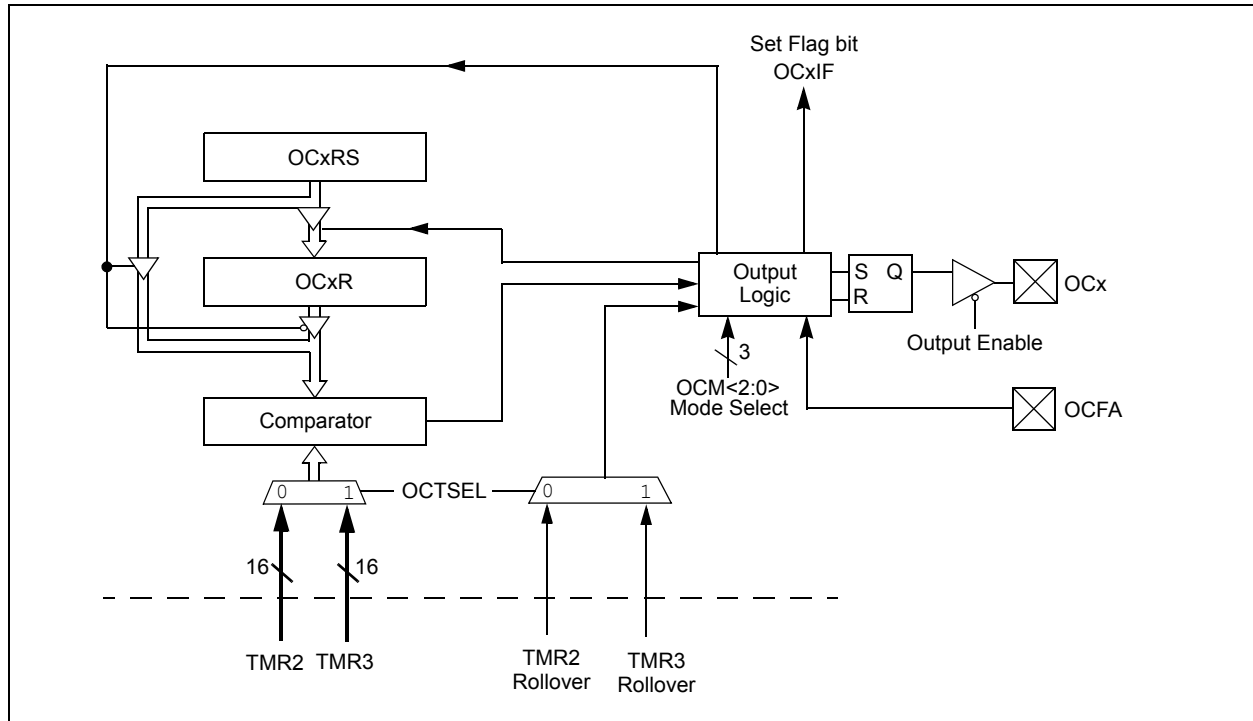 Set Flag bit
OCxIF
OCxRS
OCxR
Output
Logic
S Q
R
OCx
Output Enable
3
OCM<2:0>
Mode Select
OCFA
Comparator
0 1
OCTSEL
0 1
16
16
TMR2
TMR3
TMR2
Rollover
TMR3
Rollover